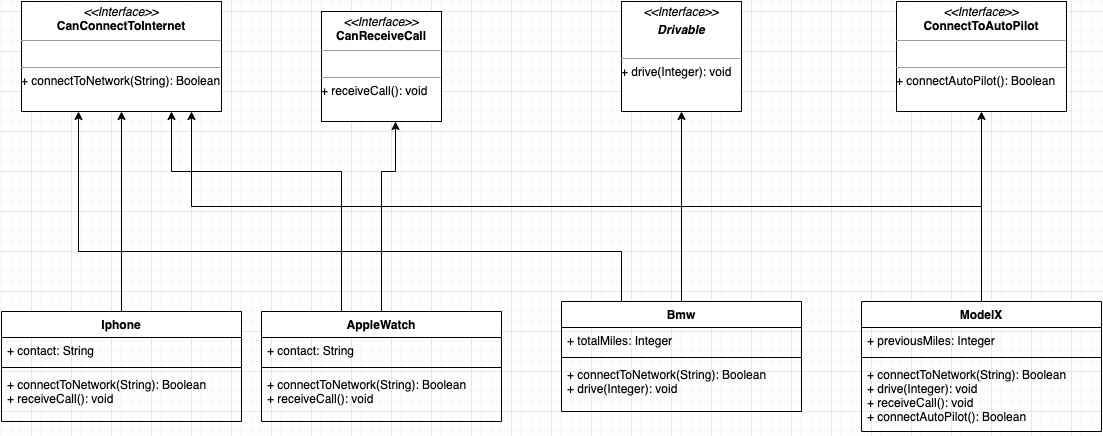 <<Interface>>
CanConnectToInternet
+ connectToNetwork(String): Boolean
<<Interface>>
CanReceiveCall
+ receiveCall(): void
<<Interface>>
Drivable
+ drive(Integer): void
<<Interface>>
ConnectToAutoPilot
+ connectAutoPilot(): Boolean
Iphone
+ contact: String
+ connectToNetwork(String): Boolean
+ receiveCall(): void
AppleWatch
+ contact: String
+ connectToNetwork(String): Boolean
+ receiveCall(): void
Bmw
+ totalMiles: Integer
+ connectToNetwork(String): Boolean
+ drive(Integer): void
ModelX
+ previousMiles: Integer
+ connectToNetwork(String): Boolean
+ drive(Integer): void
+ receiveCall(): void
+ connectAutoPilot(): Boolean